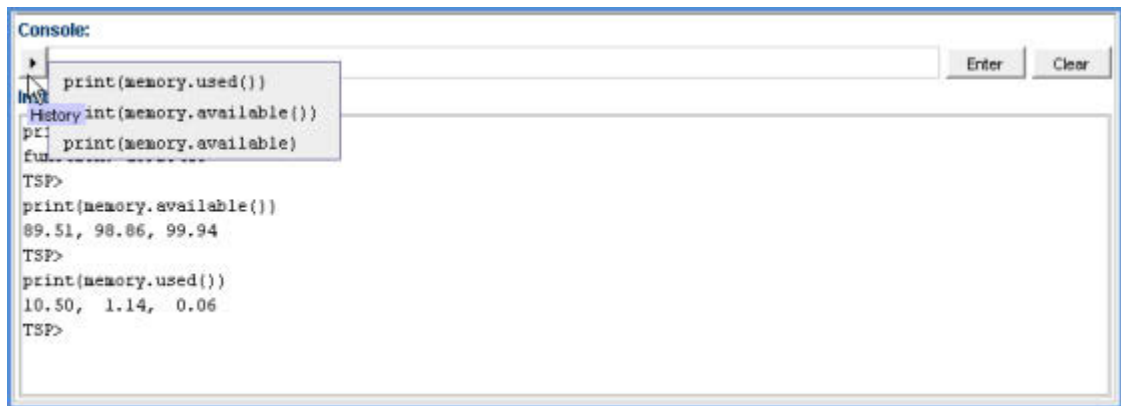 Console:
Enter Clear
print(memory.used())
print(memory.available())
History
print(memory.available)
TSP>
print(memory.available())
89.51, 98.86, 99.94
TSP>
print(memory.used())
10.50, 1.14, 0.06
TSP>